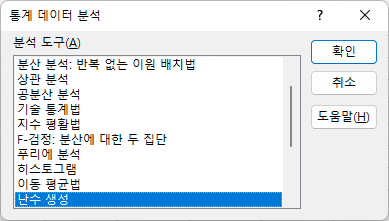 통계 데이터 분석
? ×
분석 도구(A)
분산 분석: 반복 없는 이원 배치법
상관 분석
공분산 분석
기술 통계법
지수 평활법
F-검정: 분산에 대한 두 집단
푸리에 분석
히스토그램
이동 평균법
난수 생성
확인
취소
도움말(H)